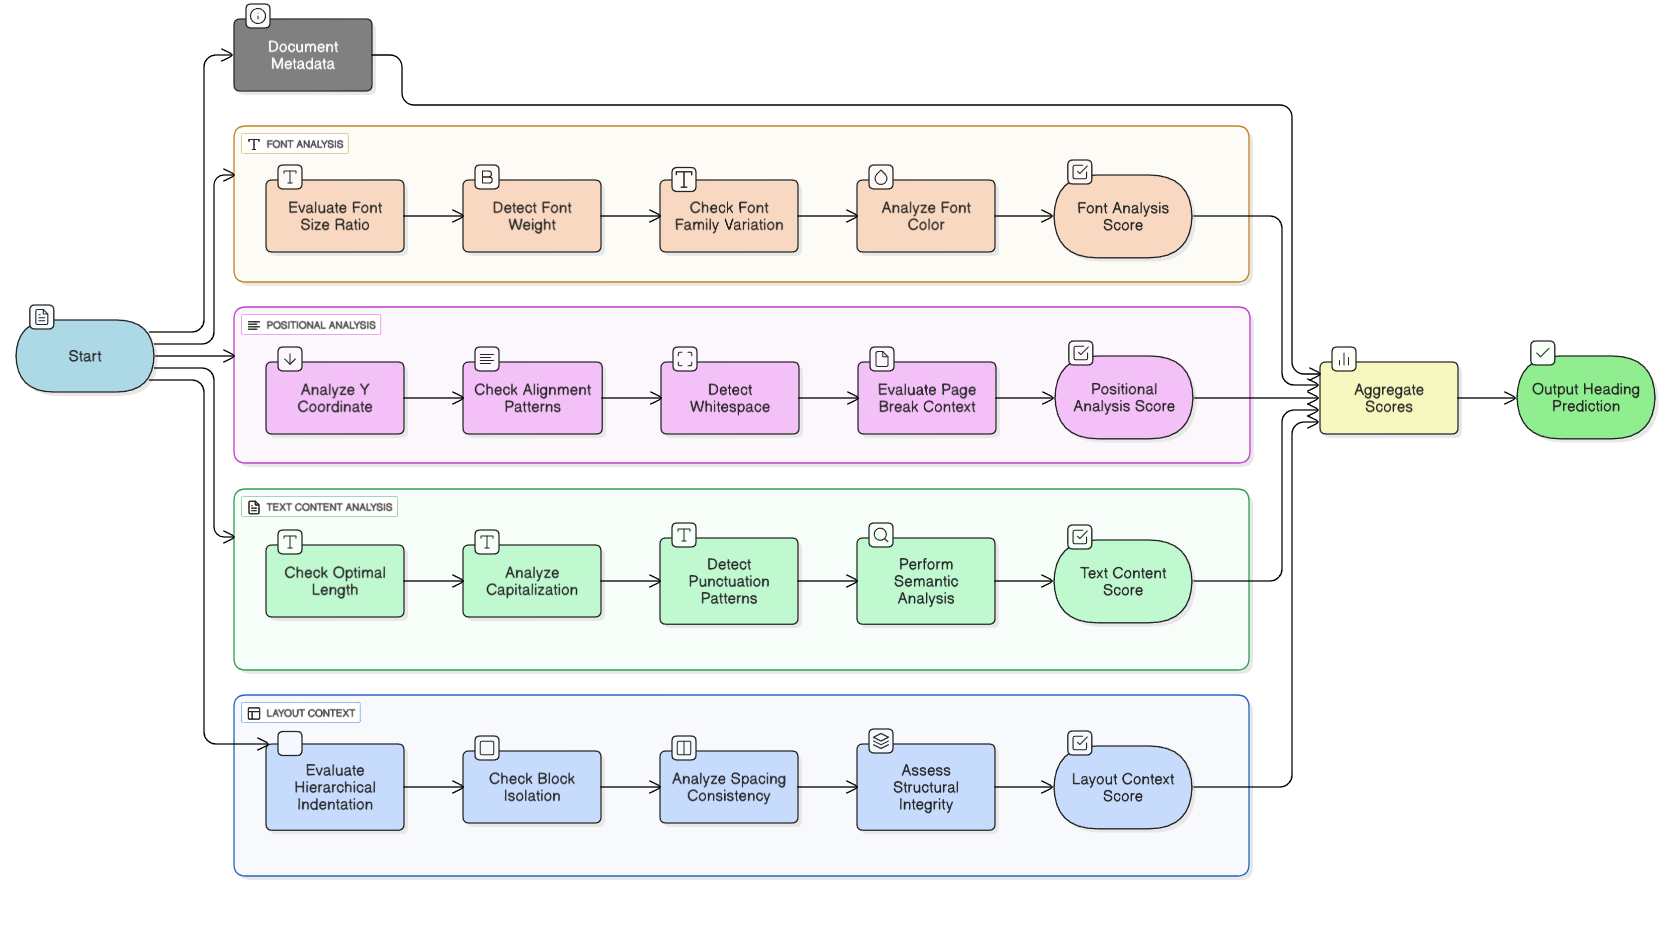 Document
Metadata
FONT ANALYSIS
Evaluate Font
Size Ratio
Detect Font
Weight
Check Font
Family Variation
Analyze Font
Color
Font Analysis
Score
POSITIONAL ANALYSIS
Start
Analyze Y
Coordinate
Check Alignment
Patterns
Detect
Whitespace
Evaluate Page
Break Context
Positional
Analysis Score
Aggregate
Scores
Output Heading
Prediction
TEXT CONTENT ANALYSIS
Check Optimal
Length
Analyze
Capitalization
Detect
Punctuation
Patterns
Perform
Semantic
Analysis
Text Content
Score
LAYOUT CONTEXT
Evaluate
Hierarchical
Indentation
Check Block
Isolation
Analyze Spacing
Consistency
Assess
Structural
Integrity
Layout Context
Score